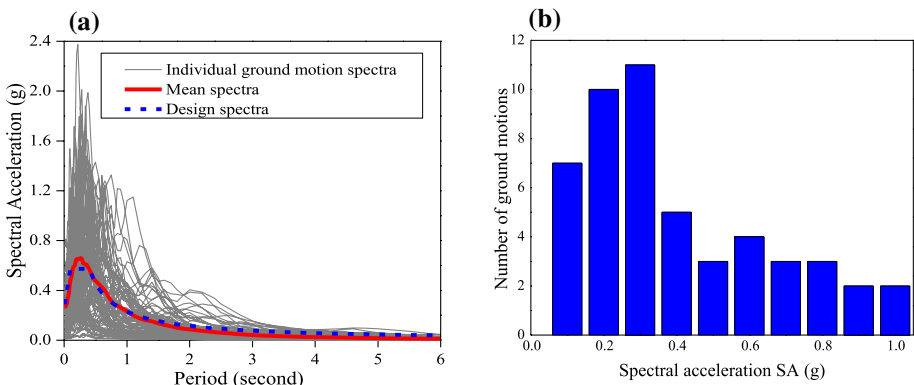 (a)
2.4
2.0
1.6
1.2
0.8
0.4
0.0
Spectral Acceleration (g)
Individual ground motion spectra
Mean spectra
Design spectra
0 1 2 3 4 5 6
Period (second)
(b)
12
10
8
6
4
2
0
Number of ground motions
0.0 0.2 0.4 0.6 0.8 1.0
Spectral acceleration SA (g)